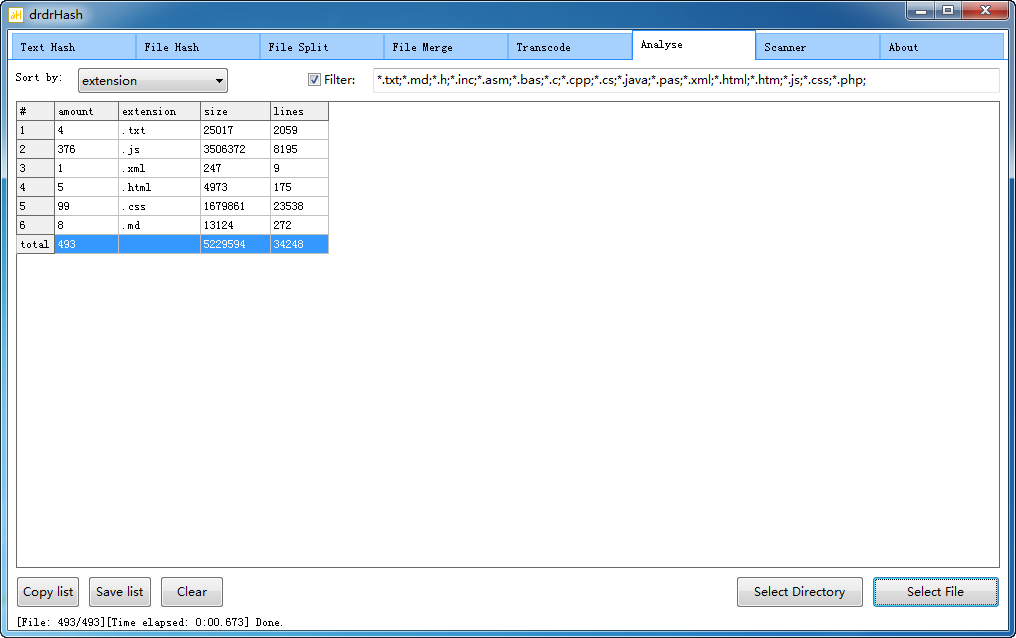 drdrHash
Text Hash File Hash File Split File Merge Transcode Analyse Scanner About
Sort by: extension Filter: *.txt;*.md;*.h;*.inc;*.asm;*.bas;*.c;*.cpp;*.cs;*.java;*.pas;*.xml;*.html;*.htm;*.js;*.css;*.php;
# amount extension size lines
1 4 .txt 25017 2059
2 376 .js 3506372 8195
3 1 .xml 247 9
4 5 .html 4973 175
5 99 .css 1679861 23538
6 8 .md 13124 272
total 493 5229594 34248
Copy list Save list Clear Select Directory Select File
[File: 493/493][Time elapsed: 0:00.673] Done.